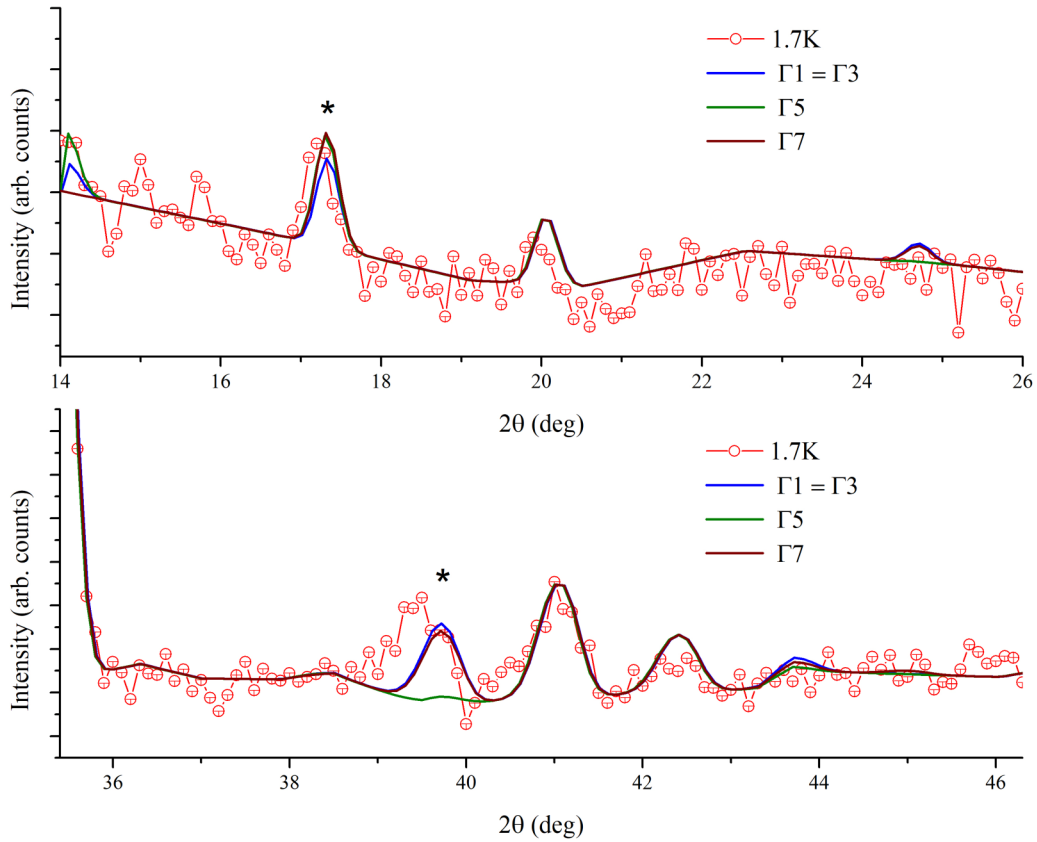 1.7K
Γ1 = Γ3
Γ5
Γ7
*
Intensity (arb. counts)
14 16 18 20 22 24 26
2θ (deg)
1.7K
Γ1 = Γ3
Γ5
Γ7
*
Intensity (arb. counts)
36 38 40 42 44 46
2θ (deg)